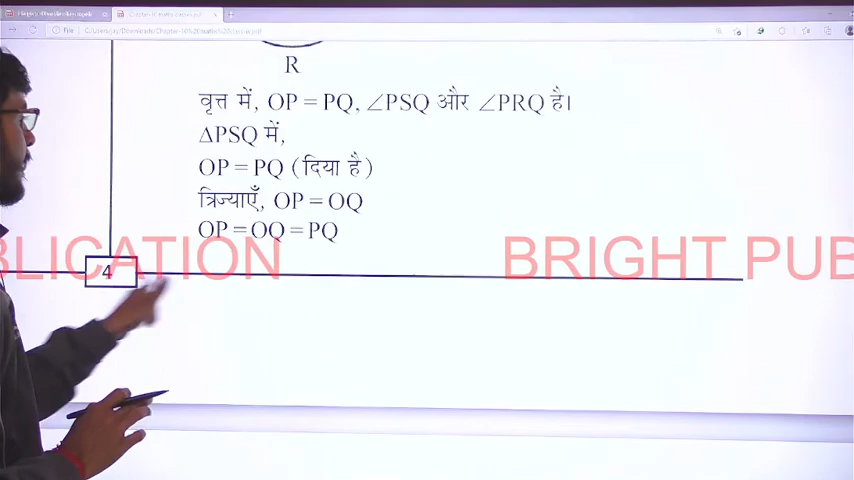 R
वृत्त में, OP = PQ, ∠PSQ और ∠PRQ है।
ΔPSQ में,
OP = PQ (दिया है)
त्रिज्याएँ, OP = OQ
OP = OQ = PQ
BLICATION BRIGHT PUB
4